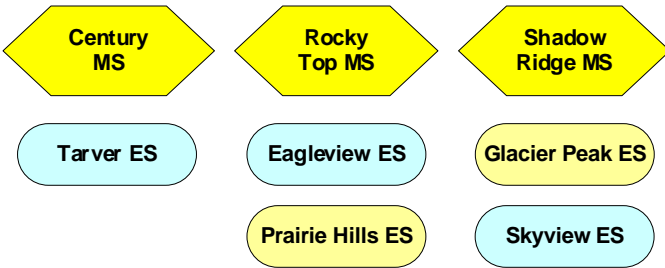 Century
MS
Rocky
Top MS
Shadow
Ridge MS
Tarver ES
Eagleview ES
Glacier Peak ES
Prairie Hills ES
Skyview ES